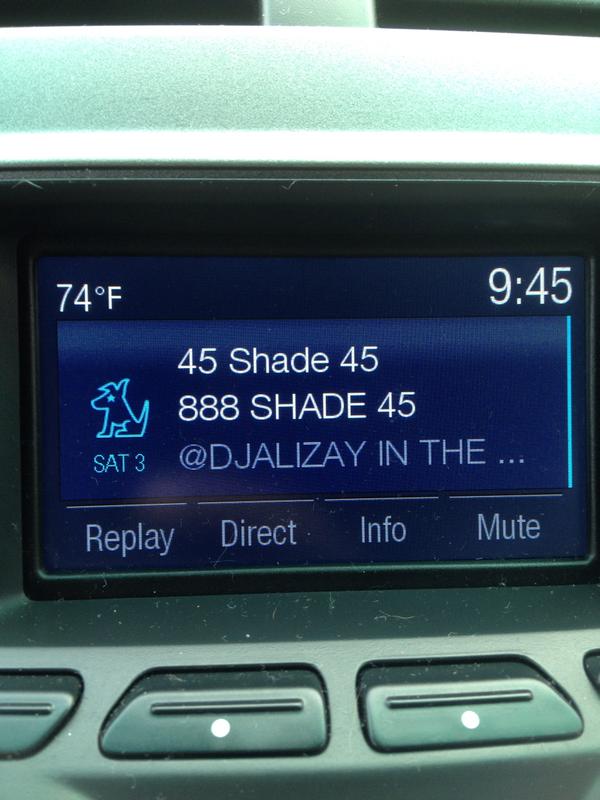 74°F 9:45
45 Shade 45
888 SHADE 45
SAT 3 @DJALIZAY IN THE ...
Replay Direct Info Mute